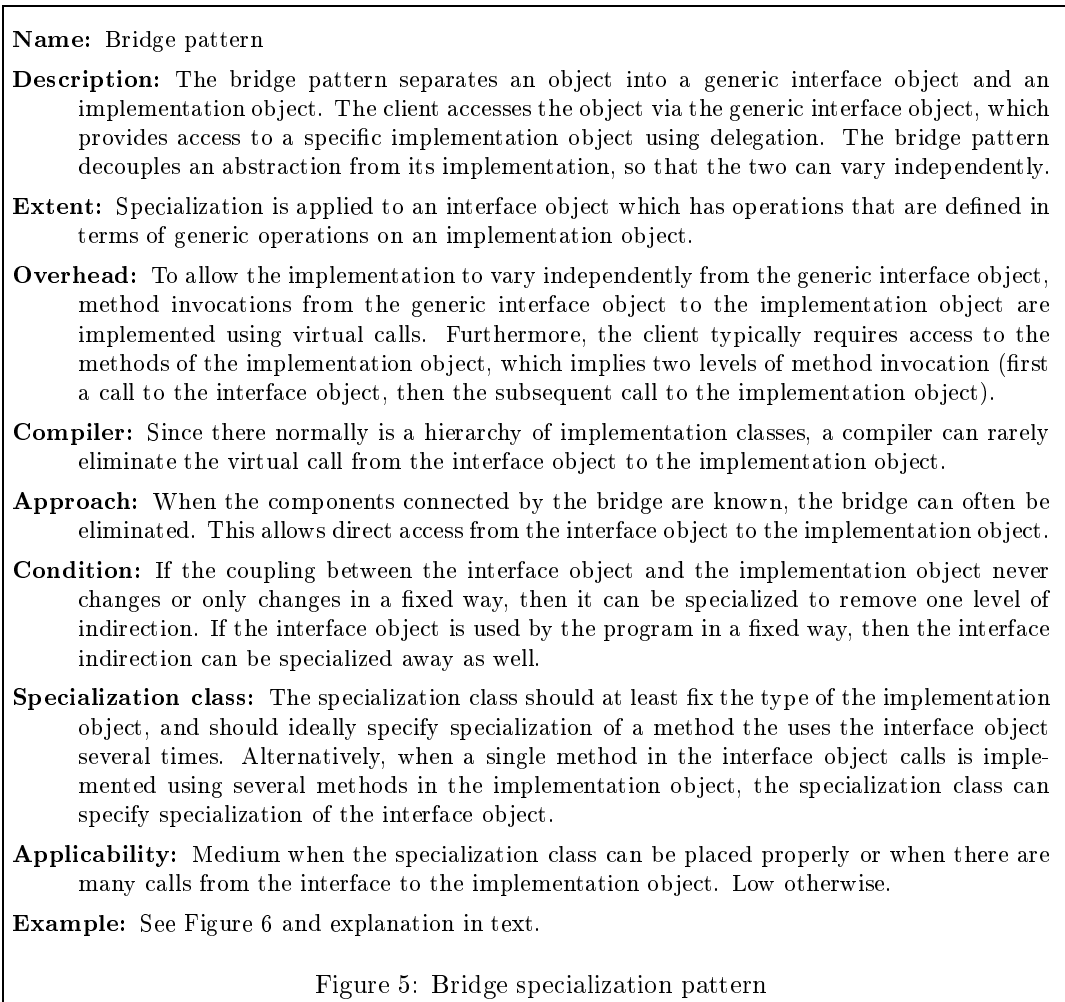 Name: Bridge pattern
Description: The bridge pattern separates an object into a generic interface object and an
implementation object. The client accesses the object via the generic interface object, which
provides access to a specific implementation object using delegation. The bridge pattern
decouples an abstraction from its implementation, so that the two can vary independently.
Extent: Specialization is applied to an interface object which has operations that are defined in
terms of generic operations on an implementation object.
Overhead: To allow the implementation to vary independently from the generic interface object,
method invocations from the generic interface object to the implementation object are
implemented using virtual calls. Furthermore, the client typically requires access to the
methods of the implementation object, which implies two levels of method invocation (first
a call to the interface object, then the subsequent call to the implementation object).
Compiler: Since there normally is a hierarchy of implementation classes, a compiler can rarely
eliminate the virtual call from the interface object to the implementation object.
Approach: When the components connected by the bridge are known, the bridge can often be
eliminated. This allows direct access from the interface object to the implementation object.
Condition: If the coupling between the interface object and the implementation object never
changes or only changes in a fixed way, then it can be specialized to remove one level of
indirection. If the interface object is used by the program in a fixed way, then the interface
indirection can be specialized away as well.
Specialization class: The specialization class should at least fix the type of the implementation
object, and should ideally specify specialization of a method the uses the interface object
several times. Alternatively, when a single method in the interface object calls is imple-
mented using several methods in the implementation object, the specialization class can
specify specialization of the interface object.
Applicability: Medium when the specialization class can be placed properly or when there are
many calls from the interface to the implementation object. Low otherwise.
Example: See Figure 6 and explanation in text.
Figure 5: Bridge specialization pattern